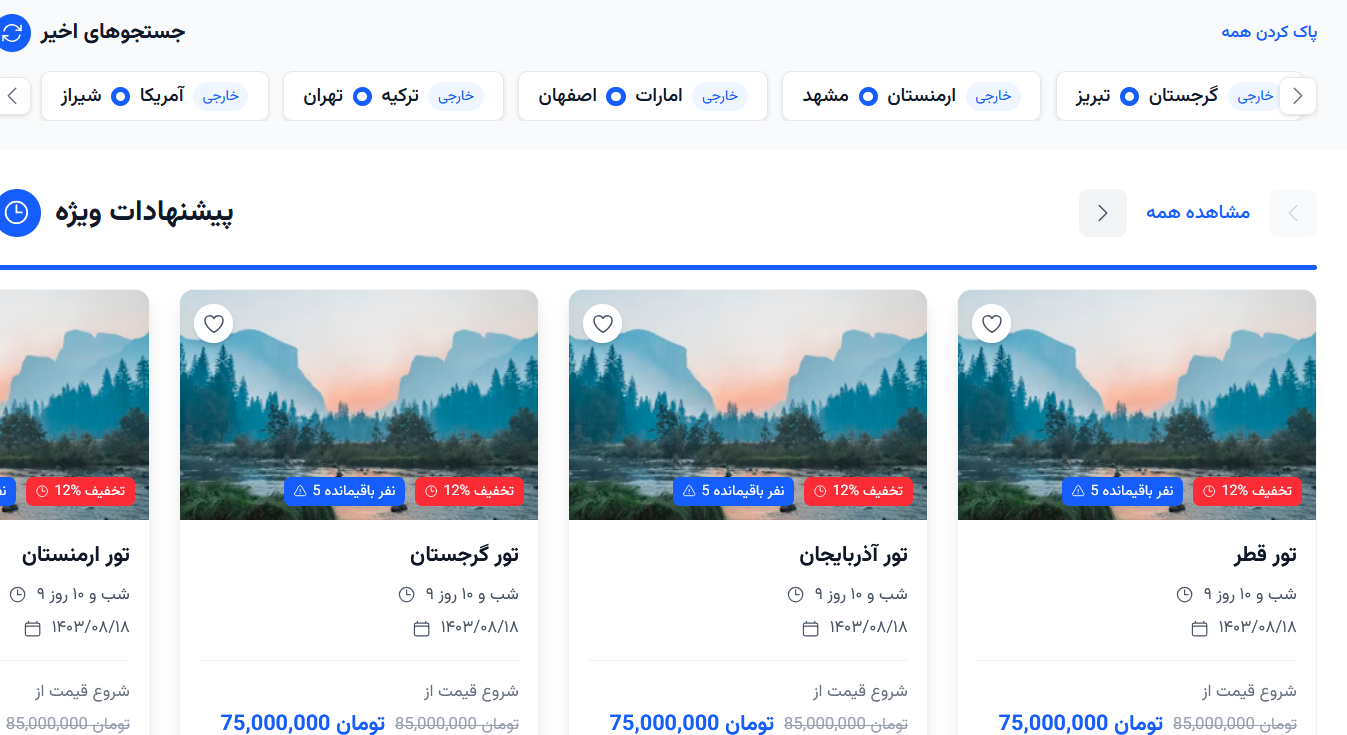 جستجوهای اخیر
پاک کردن همه
خارجی گرجستان تبریز
خارجی ارمنستان مشهد
خارجی امارات اصفهان
خارجی ترکیه تهران
خارجی آمریکا شیراز
پیشنهادات ویژه
مشاهده همه
تخفیف %12
نفر باقیمانده 5
تور قطر
شب و ۱۰ روز ۹
۱۴۰۳/۰۸/۱۸
شروع قیمت از
تومان 85,000,000 تومان 75,000,000
تخفیف %12
نفر باقیمانده 5
تور آذربایجان
شب و ۱۰ روز ۹
۱۴۰۳/۰۸/۱۸
شروع قیمت از
تومان 85,000,000 تومان 75,000,000
تخفیف %12
نفر باقیمانده 5
تور گرجستان
شب و ۱۰ روز ۹
۱۴۰۳/۰۸/۱۸
شروع قیمت از
تومان 85,000,000 تومان 75,000,000
تخفیف %12
تور ارمنستان
شب و ۱۰ روز ۹
۱۴۰۳/۰۸/۱۸
شروع قیمت از
تومان 85,000,000